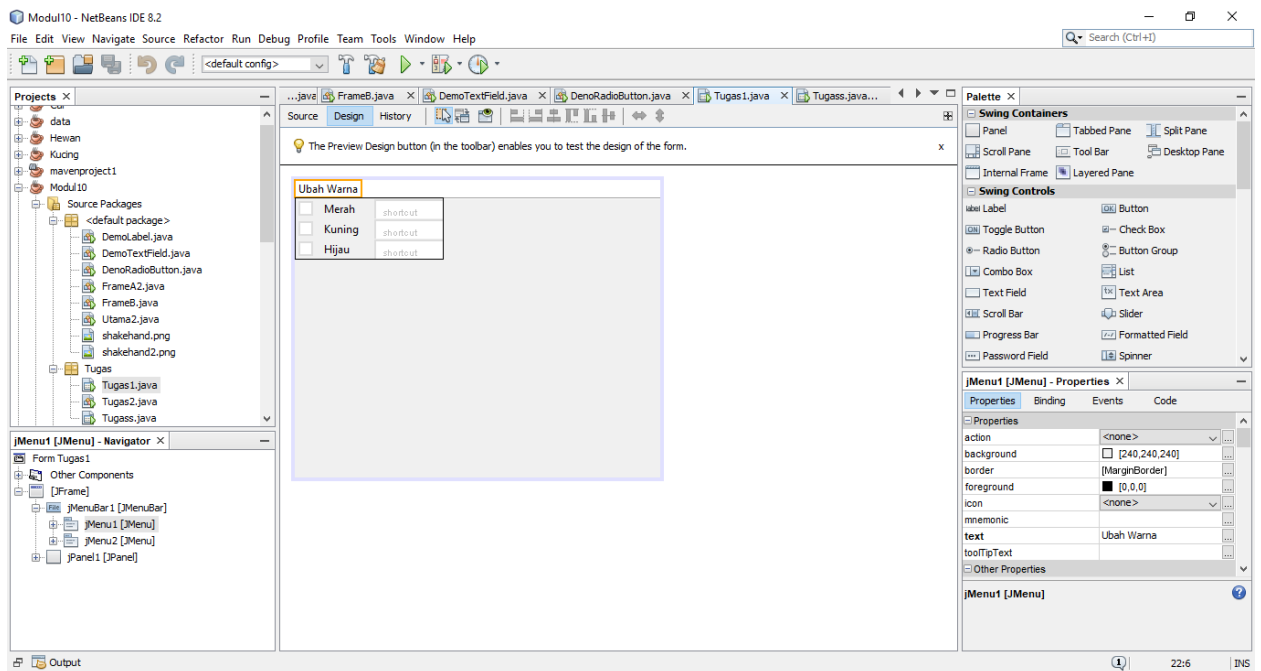 Modul10 - NetBeans IDE 8.2
File Edit View Navigate Source Refactor Run Debug Profile Team Tools Window Help
Search (Ctrl+I)
<default config>
Projects
data
Hewan
Kucing
mavenproject1
Modul10
Source Packages
<default package>
DemoLabel.java
DemoTextField.java
DenoRadioButton.java
FrameA2.java
FrameB.java
Utama2.java
shakehand.png
shakehand2.png
Tugas
Tugas1.java
Tugas2.java
Tugass.java
jMenu1 [JMenu] - Navigator
Form Tugas1
Other Components
[JFrame]
jMenuBar1 [JMenuBar]
jMenu1 [JMenu]
jMenu2 [JMenu]
jPanel1 [JPanel]
Output
...java FrameB.java DemoTextField.java DenoRadioButton.java Tugas1.java Tugass.java...
Source Design History
The Preview Design button (in the toolbar) enables you to test the design of the form. x
Ubah Warna
Merah shortcut
Kuning shortcut
Hijau shortcut
Palette
Swing Containers
Panel Tabbed Pane Split Pane
Scroll Pane Tool Bar Desktop Pane
Internal Frame Layered Pane
Swing Controls
label Label OK Button
ON Toggle Button Check Box
Radio Button Button Group
Combo Box List
Text Field Text Area
Scroll Bar Slider
Progress Bar Formatted Field
Password Field Spinner
jMenu1 [JMenu] - Properties
Properties Binding Events Code
Properties
action <none>
background [240,240,240]
border [MarginBorder]
foreground [0,0,0]
icon <none>
mnemonic
text Ubah Warna
toolTipText
Other Properties
jMenu1 [JMenu]
1 22:6 INS